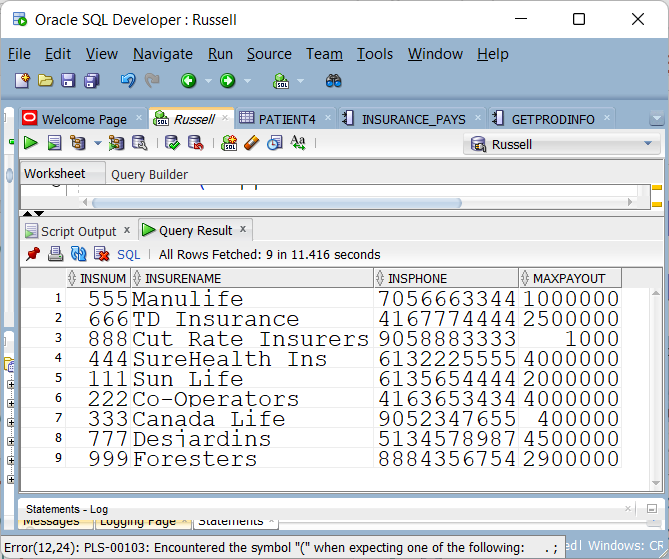 Oracle SQL Developer : Russell
File Edit View Navigate Run Source Team Tools Window Help
Welcome Page Russell PATIENT4 INSURANCE_PAYS GETPRODINFO
Russell
Worksheet Query Builder
Script Output Query Result
SQL All Rows Fetched: 9 in 11.416 seconds
INSNUM INSURENAME INSPHONE MAXPAYOUT
1 555 Manulife 7056663344 1000000
2 666 TD Insurance 4167774444 2500000
3 888 Cut Rate Insurers 9058883333 1000
4 444 SureHealth Ins 6132225555 4000000
5 111 Sun Life 6135654444 2000000
6 222 Co-Operators 4163653434 4000000
7 333 Canada Life 9052347655 400000
8 777 Desjardins 5134578987 4500000
9 999 Foresters 8884356754 2900000
Statements - Log
Messages Logging Page Statements
Error(12,24): PLS-00103: Encountered the symbol "(" when expecting one of the following: . ; Windows: CR